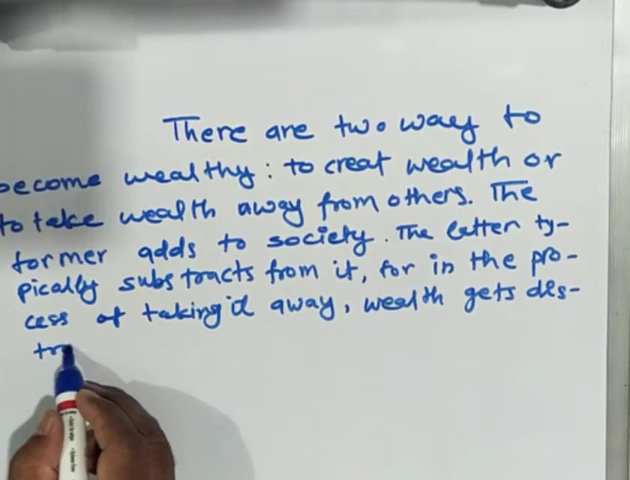 There are two way to
become wealthy: to creat wealth or
to take wealth away from others. The
former adds to society. The letter ty-
pically substracts from it, for in the pro-
cess of taking it away, wealth gets des-
tro